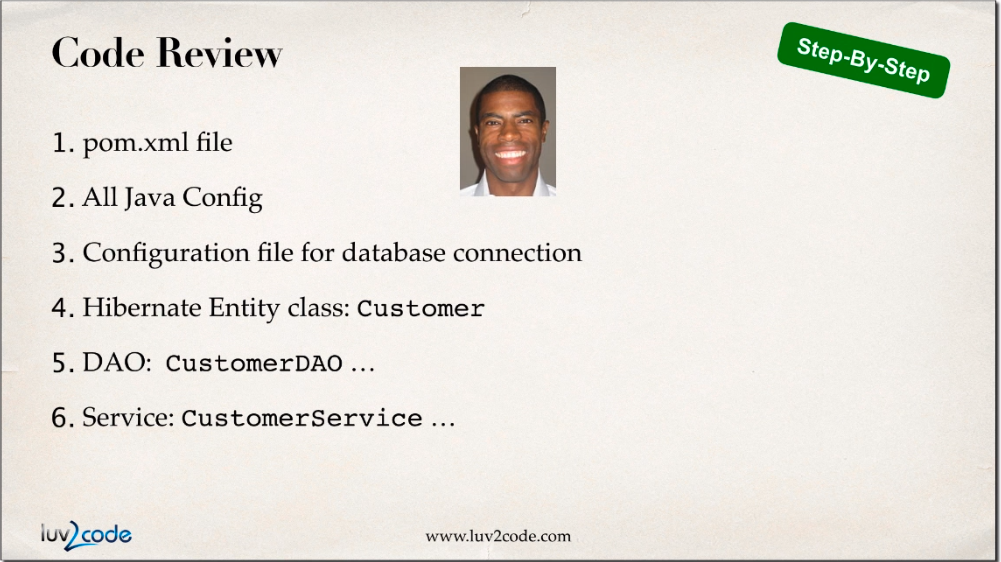 Code Review
Step-By-Step
1. pom.xml file
2. All Java Config
3. Configuration file for database connection
4. Hibernate Entity class: Customer
5. DAO: CustomerDAO …
6. Service: CustomerService …
luv2code
www.luv2code.com